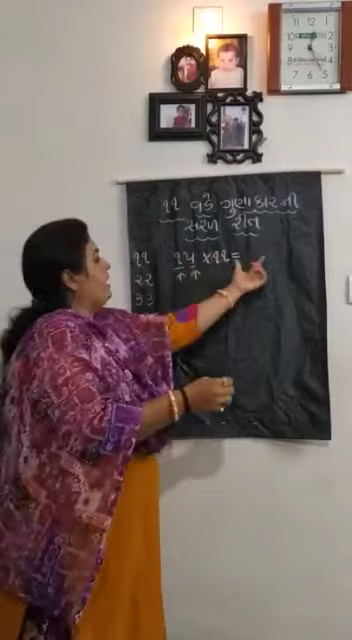 ૧૧ વડે ગુણાકારની
સરળ રીત
૧૧ ૧૫ X ૧૧ =
૨૨
૩૩